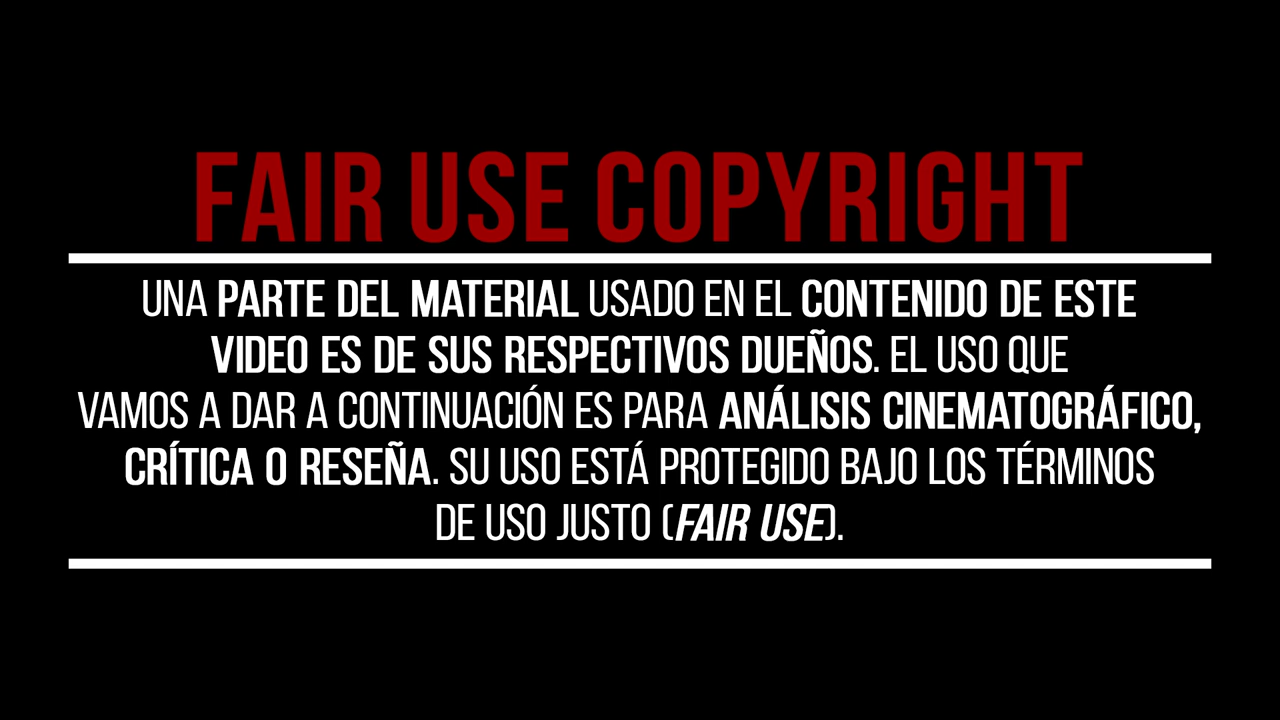 FAIR USE COPYRIGHT
UNA PARTE DEL MATERIAL USADO EN EL CONTENIDO DE ESTE
VIDEO ES DE SUS RESPECTIVOS DUEÑOS. EL USO QUE
VAMOS A DAR A CONTINUACIÓN ES PARA ANÁLISIS CINEMATOGRÁFICO,
CRÍTICA O RESEÑA. SU USO ESTÁ PROTEGIDO BAJO LOS TÉRMINOS
DE USO JUSTO (FAIR USE).